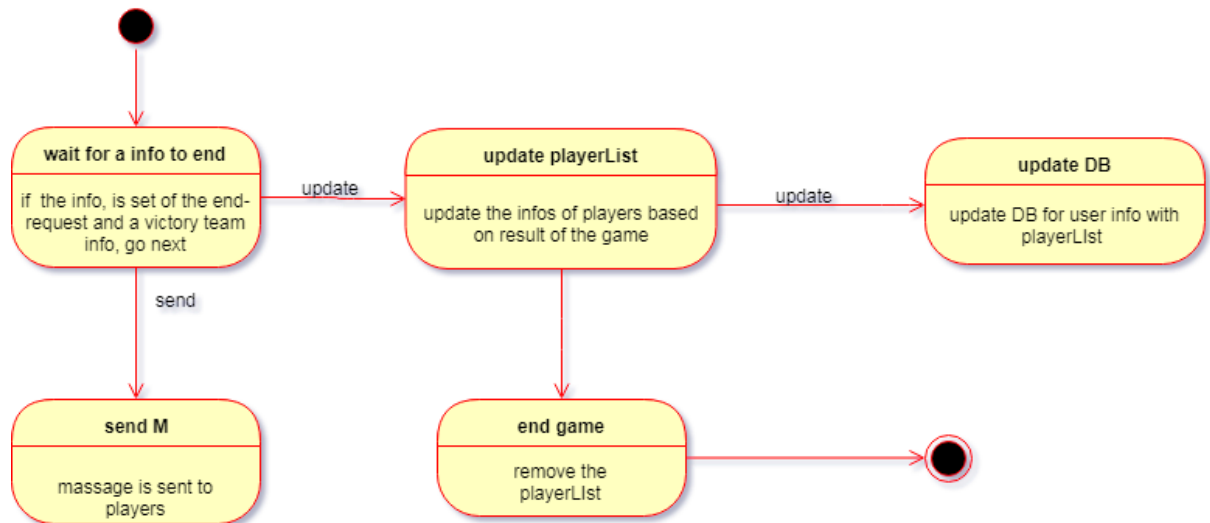 wait for a info to end
if the info, is set of the end-
request and a victory team
info, go next
update
update playerList
update the infos of players based
on result of the game
update
update DB
update DB for user info with
playerLIst
send
send M
massage is sent to
players
end game
remove the
playerLIst